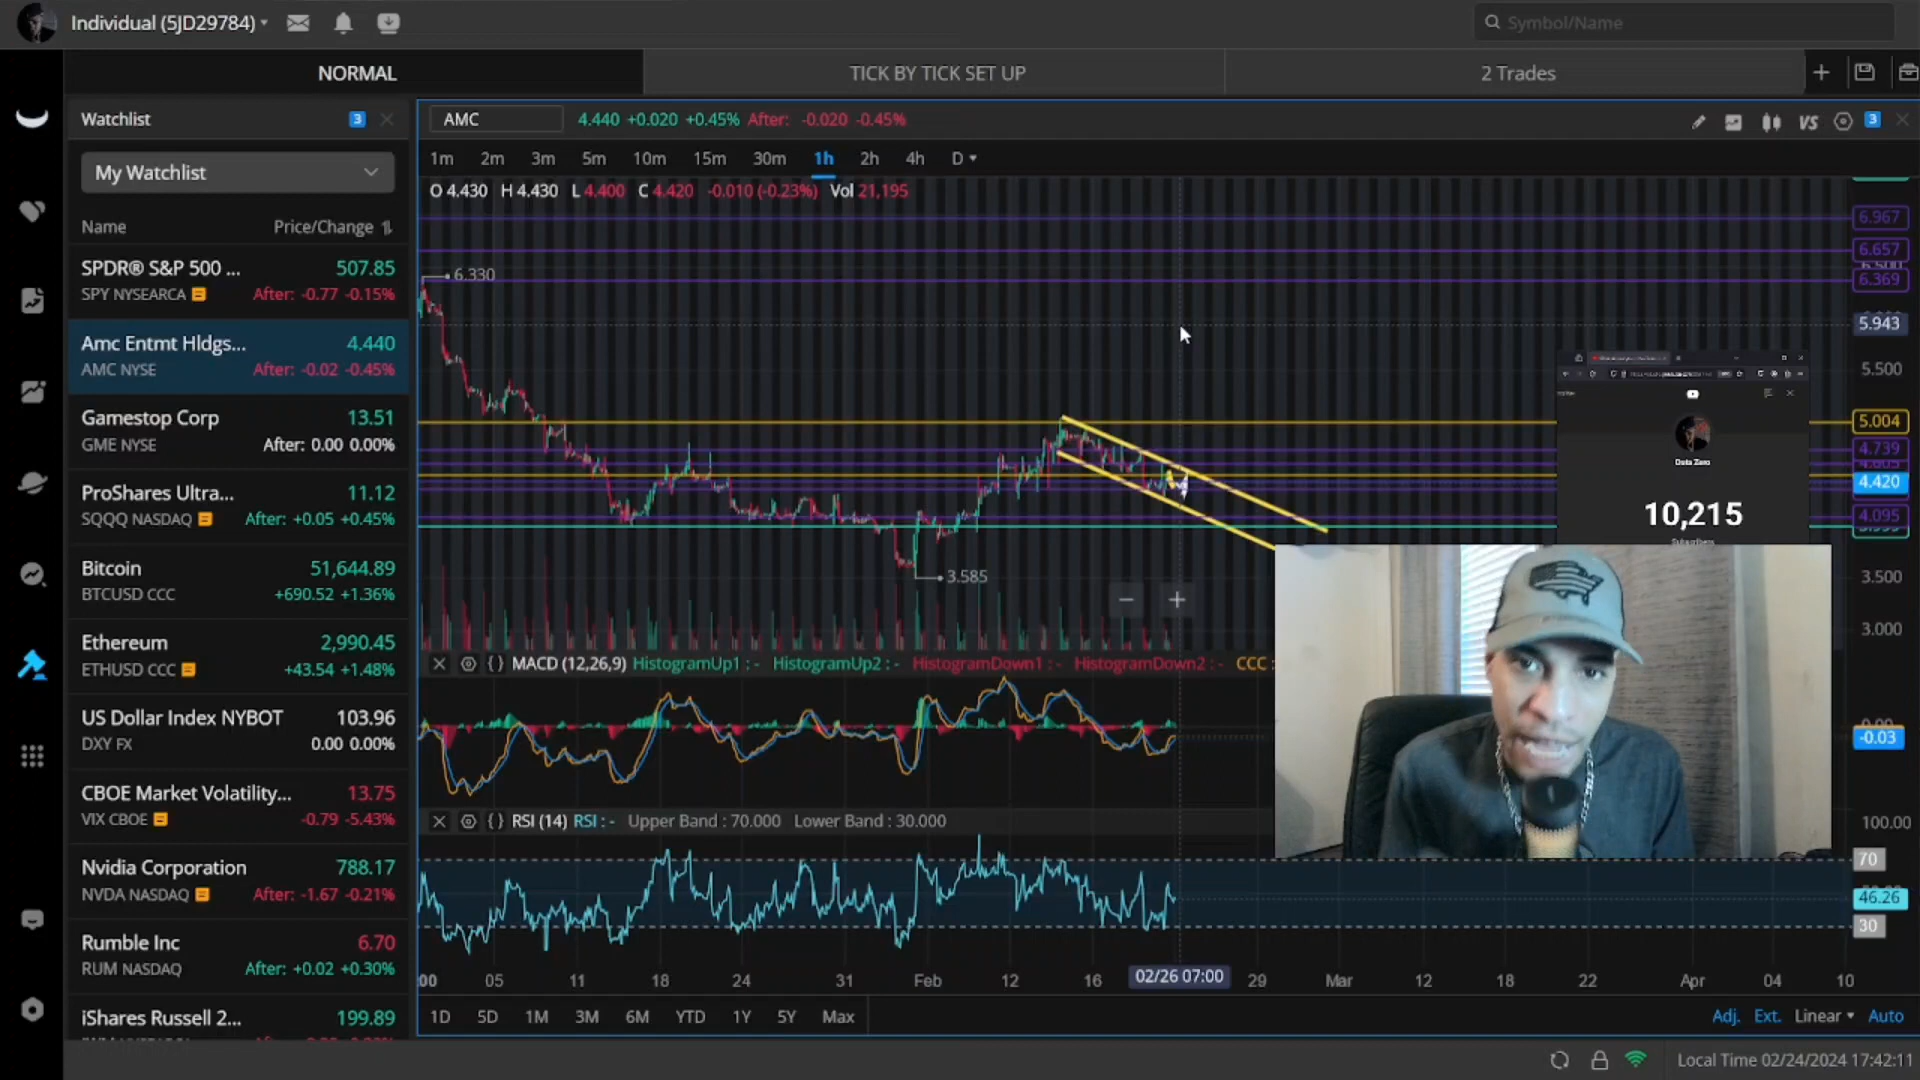 Individual (5JD29784)
Symbol/Name
NORMAL
TICK BY TICK SET UP
2 Trades
Watchlist
3
My Watchlist
Name
Price/Change
SPDR® S&P 500 ...
507.85
SPY NYSEARCA
After: -0.77 -0.15%
Amc Entmt Hldgs...
4.440
AMC NYSE
After: -0.02 -0.45%
Gamestop Corp
13.51
GME NYSE
After: 0.00 0.00%
ProShares Ultra...
11.12
SQQQ NASDAQ
After: +0.05 +0.45%
Bitcoin
51,644.89
BTCUSD CCC
+690.52 +1.36%
Ethereum
2,990.45
ETHUSD CCC
+43.54 +1.48%
US Dollar Index NYBOT
103.96
DXY FX
0.00 0.00%
CBOE Market Volatility...
13.75
VIX CBOE
-0.79 -5.43%
Nvidia Corporation
788.17
NVDA NASDAQ
After: -1.67 -0.21%
Rumble Inc
6.70
RUM NASDAQ
After: +0.02 +0.30%
iShares Russell 2...
199.89
AMC
4.440 +0.020 +0.45% After: -0.020 -0.45%
VS
3
1m 2m 3m 5m 10m 15m 30m 1h 2h 4h D
O 4.430 H 4.430 L 4.400 C 4.420 -0.010 (-0.23%) Vol 21,195
6.330
3.585
6.967
6.657
6.369
5.943
5.500
5.004
4.739
4.420
4.095
3.500
3.000
Duta Zero
10,215
Subscribers
MACD (12,26,9) HistogramUp1 : - HistogramUp2 : - HistogramDown1 : - HistogramDown2 : - CCC :
-0.03
RSI (14) RSI : - Upper Band : 70.000 Lower Band : 30.000
100.00
70
46.26
30
:00 05 11 18 24 31 Feb 12 16 02/26 07:00 29 Mar 12 18 22 Apr 04 10
1D 5D 1M 3M 6M YTD 1Y 5Y Max
Adj. Ext. Linear Auto
Local Time 02/24/2024 17:42:11